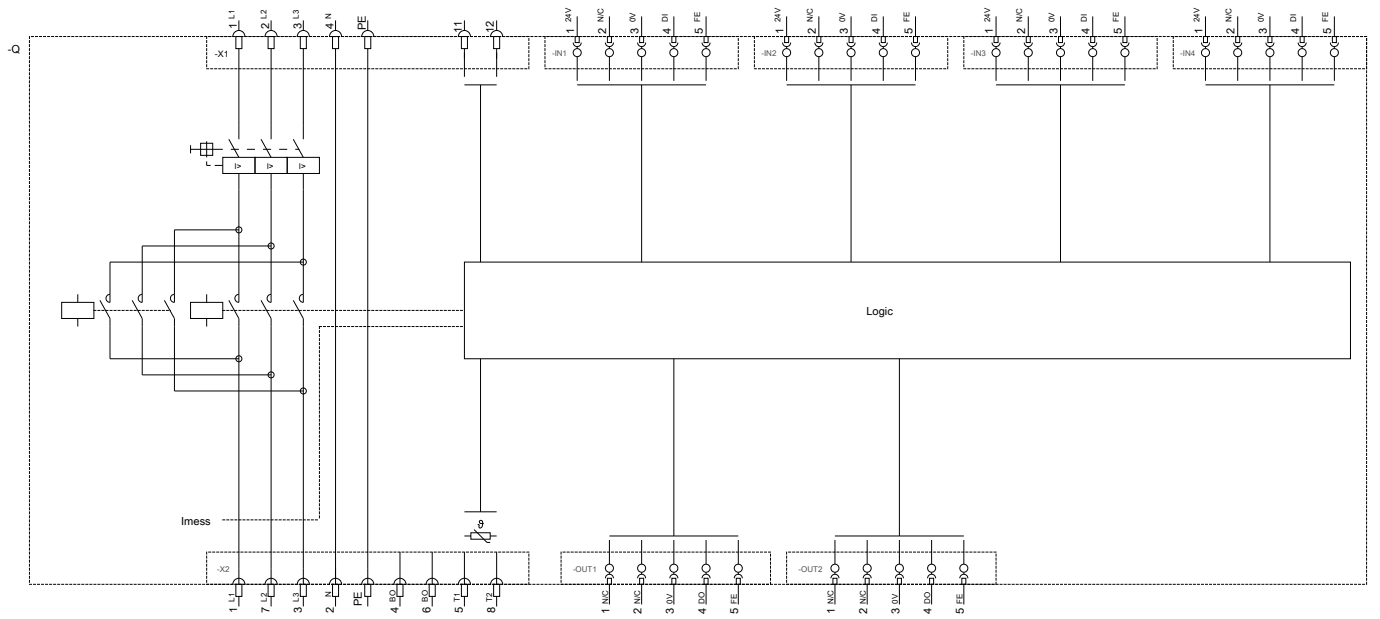 -Q
1 L1
2 L2
3 L3
4 N
PE
11
12
-X1
1 24V
2 N/C
3 0V
4 DI
5 FE
-IN1
1 24V
2 N/C
3 0V
4 DI
5 FE
-IN2
1 24V
2 N/C
3 0V
4 DI
5 FE
-IN3
1 24V
2 N/C
3 0V
4 DI
5 FE
-IN4
I>
I>
I>
Logic
Imess
ϑ
-X2
1 L1
7 L2
3 L3
2 N
PE
4 BO
6 BO
5 T1
8 T2
-OUT1
1 N/C
2 N/C
3 0V
4 DO
5 FE
-OUT2
1 N/C
2 N/C
3 0V
4 DO
5 FE